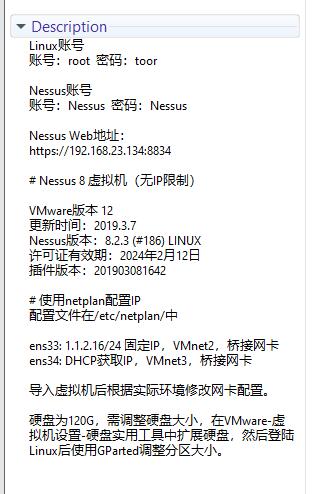 Description
Linux账号
账号：root 密码：toor
Nessus账号
账号：Nessus 密码：Nessus
Nessus Web地址：
https://192.168.23.134:8834
# Nessus 8 虚拟机（无IP限制）
VMware版本 12
更新时间：2019.3.7
Nessus版本：8.2.3 (#186) LINUX
许可证有效期：2024年2月12日
插件版本：201903081642
# 使用netplan配置IP
配置文件在/etc/netplan/中
ens33: 1.1.2.16/24 固定IP，VMnet2，桥接网卡
ens34: DHCP获取IP，VMnet3，桥接网卡
导入虚拟机后根据实际环境修改网卡配置。
硬盘为120G，需调整硬盘大小，在VMware-虚
拟机设置-硬盘实用工具中扩展硬盘，然后登陆
Linux后使用GParted调整分区大小。